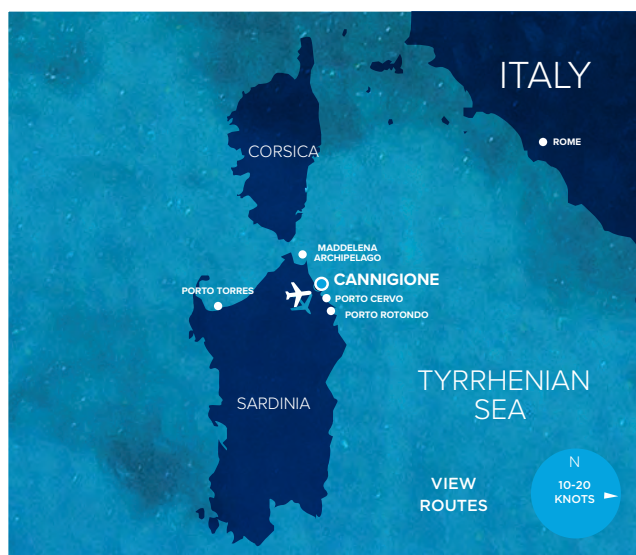 ITALY
ROME
CORSICA
MADDELENA
ARCHIPELAGO
CANNIGIONE
PORTO TORRES
PORTO CERVO
PORTO ROTONDO
TYRRHENIAN
SEA
SARDINIA
VIEW
ROUTES
N
10-20
KNOTS